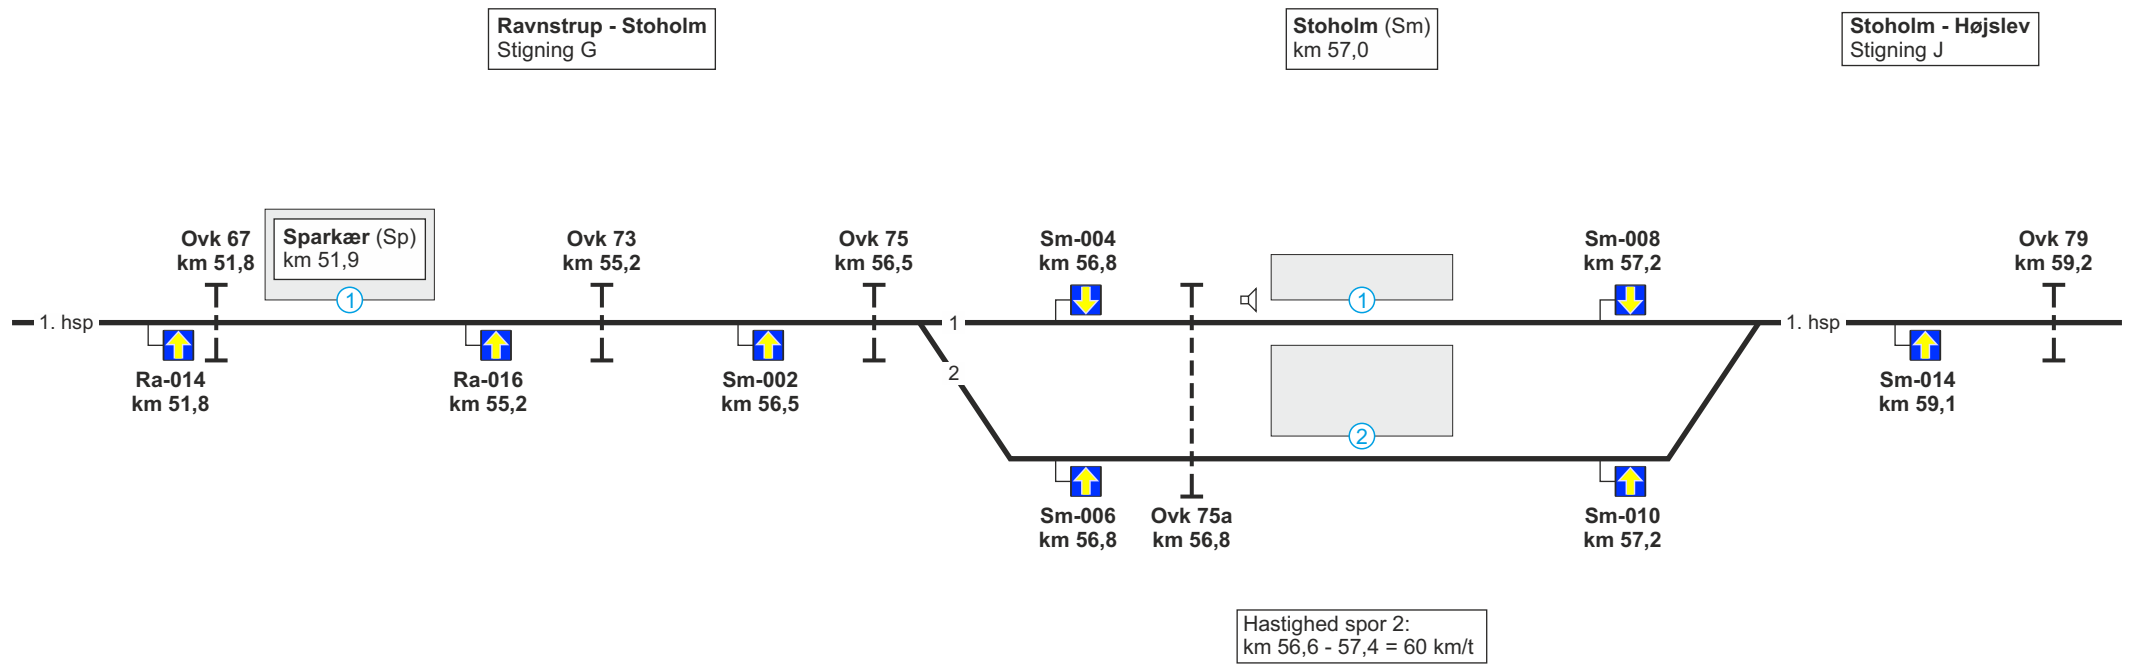 Ravnstrup - Stoholm
Stigning G
Stoholm (Sm)
km 57,0
Stoholm - Højslev
Stigning J
Ovk 67
km 51,8
Sparkær (Sp)
km 51,9
1
Ovk 73
km 55,2
Ovk 75
km 56,5
Sm-004
km 56,8
1
Sm-008
km 57,2
Ovk 79
km 59,2
1. hsp
1
1. hsp
2
Ra-014
km 51,8
Ra-016
km 55,2
Sm-002
km 56,5
Sm-014
km 59,1
2
Sm-006
km 56,8
Ovk 75a
km 56,8
Sm-010
km 57,2
Hastighed spor 2:
km 56,6 - 57,4 = 60 km/t